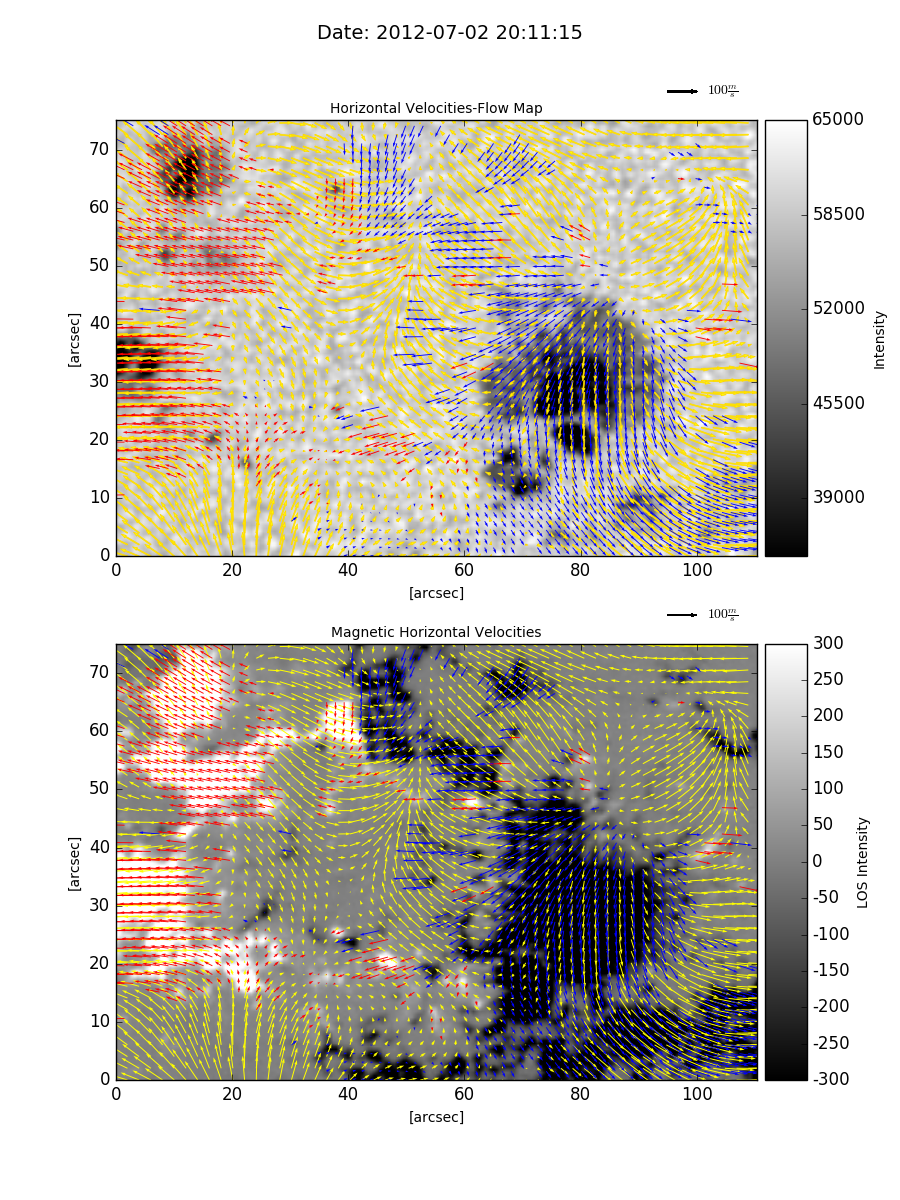 Date: 2012-07-02 20:11:15
100 m/s
Horizontal Velocities-Flow Map
[arcsec]
70
60
50
40
30
20
10
0
0 20 40 60 80 100
[arcsec]
65000
58500
52000
45500
39000
Intensity
100 m/s
Magnetic Horizontal Velocities
[arcsec]
70
60
50
40
30
20
10
0
0 20 40 60 80 100
[arcsec]
300
250
200
150
100
50
0
-50
-100
-150
-200
-250
-300
LOS Intensity